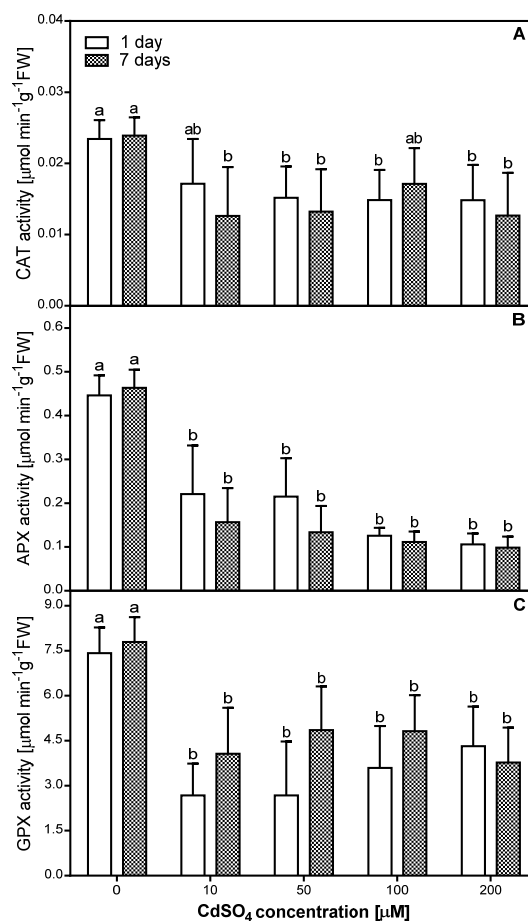 A
1 day
7 days
0.04
0.03
0.02
0.01
0.00
CAT activity [µmol min⁻¹g⁻¹FW]
a a ab b b b b ab b b
B
0.6
0.5
0.4
0.3
0.2
0.1
0.0
APX activity [µmol min⁻¹g⁻¹FW]
a a b b b b b b b b
C
9.0
7.5
6.0
4.5
3.0
1.5
0.0
GPX activity [µmol min⁻¹g⁻¹FW]
a a b b b b b b b b
0 10 50 100 200
CdSO₄ concentration [µM]